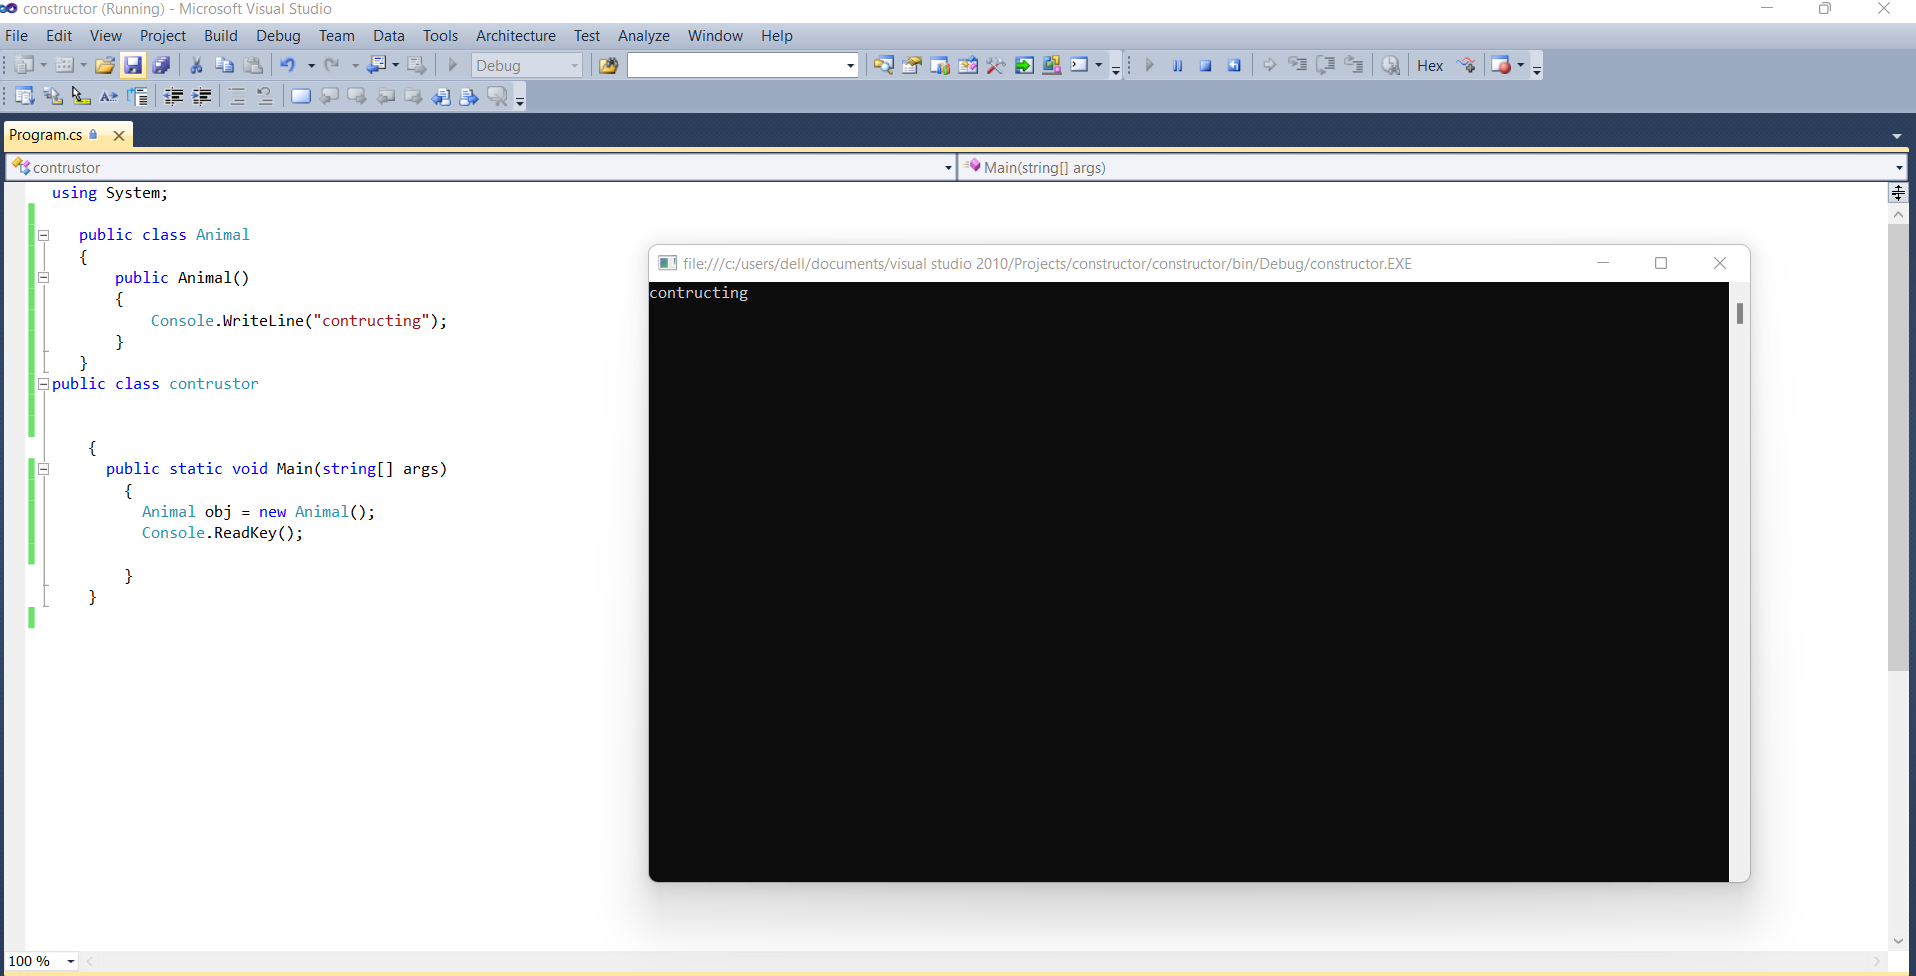 constructor (Running) - Microsoft Visual Studio
File Edit View Project Build Debug Team Data Tools Architecture Test Analyze Window Help
Debug Hex
Program.cs
contrustor Main(string[] args)
using System;
public class Animal
{
public Animal()
{
Console.WriteLine("contructing");
}
}
public class contrustor
{
public static void Main(string[] args)
{
Animal obj = new Animal();
Console.ReadKey();
}
}
file:///c:/users/dell/documents/visual studio 2010/Projects/constructor/constructor/bin/Debug/constructor.EXE
contructing
100 %